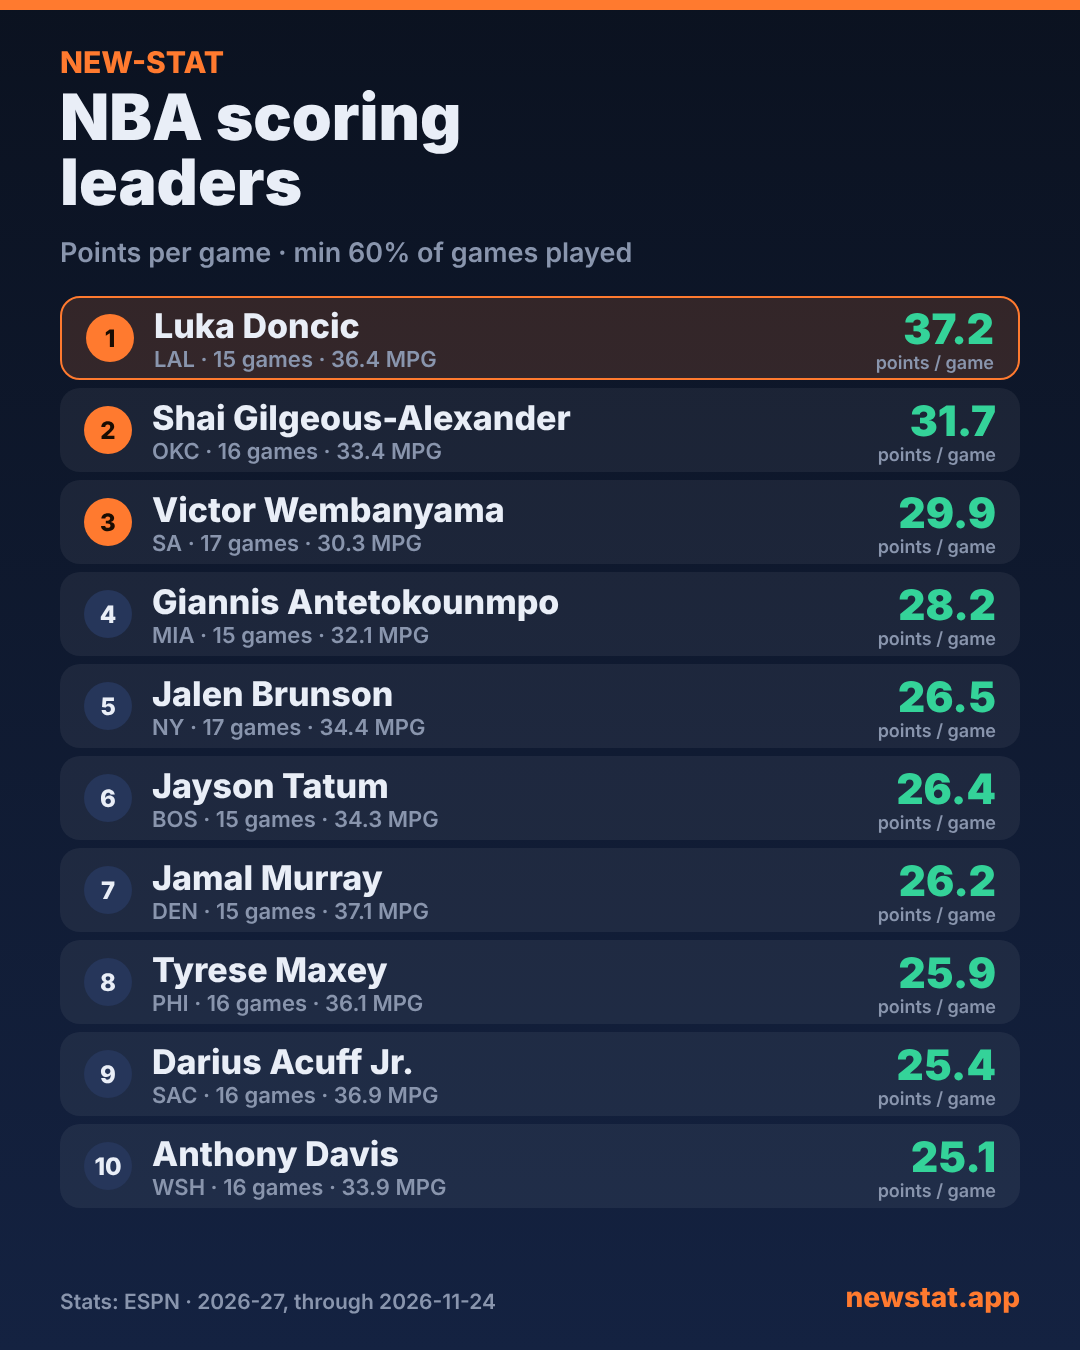 NEW-STAT
NBA scoring
leaders
Points per game · min 60% of games played
1
Luka Doncic
LAL · 15 games · 36.4 MPG
37.2
points / game
2
Shai Gilgeous-Alexander
OKC · 16 games · 33.4 MPG
31.7
points / game
3
Victor Wembanyama
SA · 17 games · 30.3 MPG
29.9
points / game
4
Giannis Antetokounmpo
MIA · 15 games · 32.1 MPG
28.2
points / game
5
Jalen Brunson
NY · 17 games · 34.4 MPG
26.5
points / game
6
Jayson Tatum
BOS · 15 games · 34.3 MPG
26.4
points / game
7
Jamal Murray
DEN · 15 games · 37.1 MPG
26.2
points / game
8
Tyrese Maxey
PHI · 16 games · 36.1 MPG
25.9
points / game
9
Darius Acuff Jr.
SAC · 16 games · 36.9 MPG
25.4
points / game
10
Anthony Davis
WSH · 16 games · 33.9 MPG
25.1
points / game
Stats: ESPN · 2026-27, through 2026-11-24
newstat.app